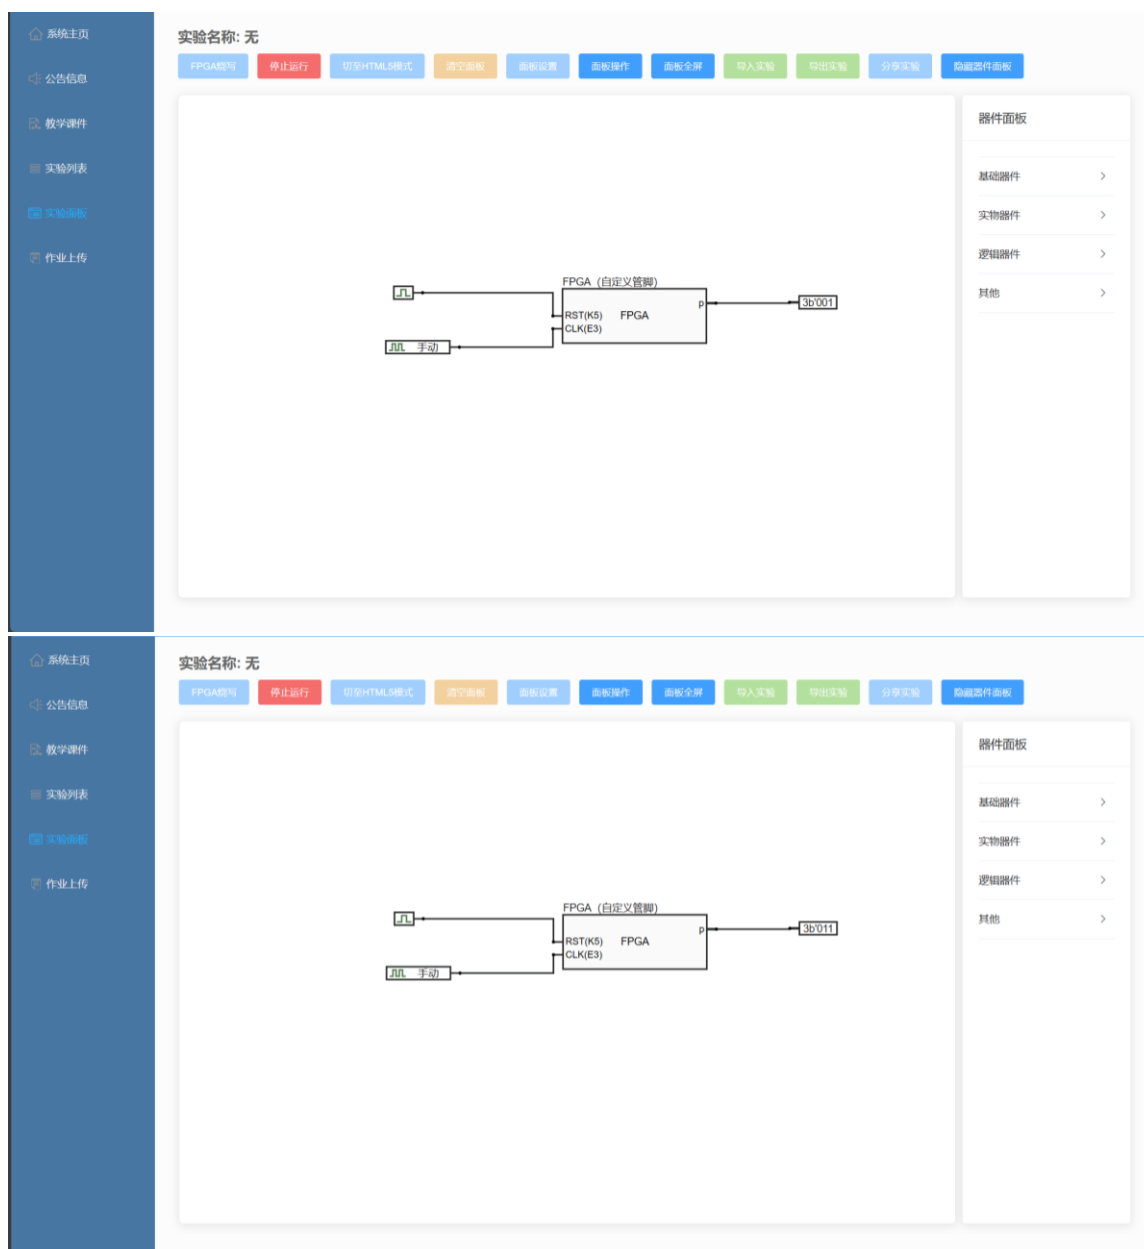 系统主页
公告信息
教学课件
实验列表
实验面板
作业上传
实验名称: 无
FPGA烧写 停止运行 切至HTML5模式 清空面板 面板设置 面板操作 面板全屏 导入实验 导出实验 分享实验 隐藏器件面板
FPGA（自定义管脚）
RST(K5) FPGA p
CLK(E3)
手动
3b'001
器件面板
基础器件
实物器件
逻辑器件
其他
系统主页
公告信息
教学课件
实验列表
实验面板
作业上传
实验名称: 无
FPGA烧写 停止运行 切至HTML5模式 清空面板 面板设置 面板操作 面板全屏 导入实验 导出实验 分享实验 隐藏器件面板
FPGA（自定义管脚）
RST(K5) FPGA p
CLK(E3)
手动
3b'011
器件面板
基础器件
实物器件
逻辑器件
其他